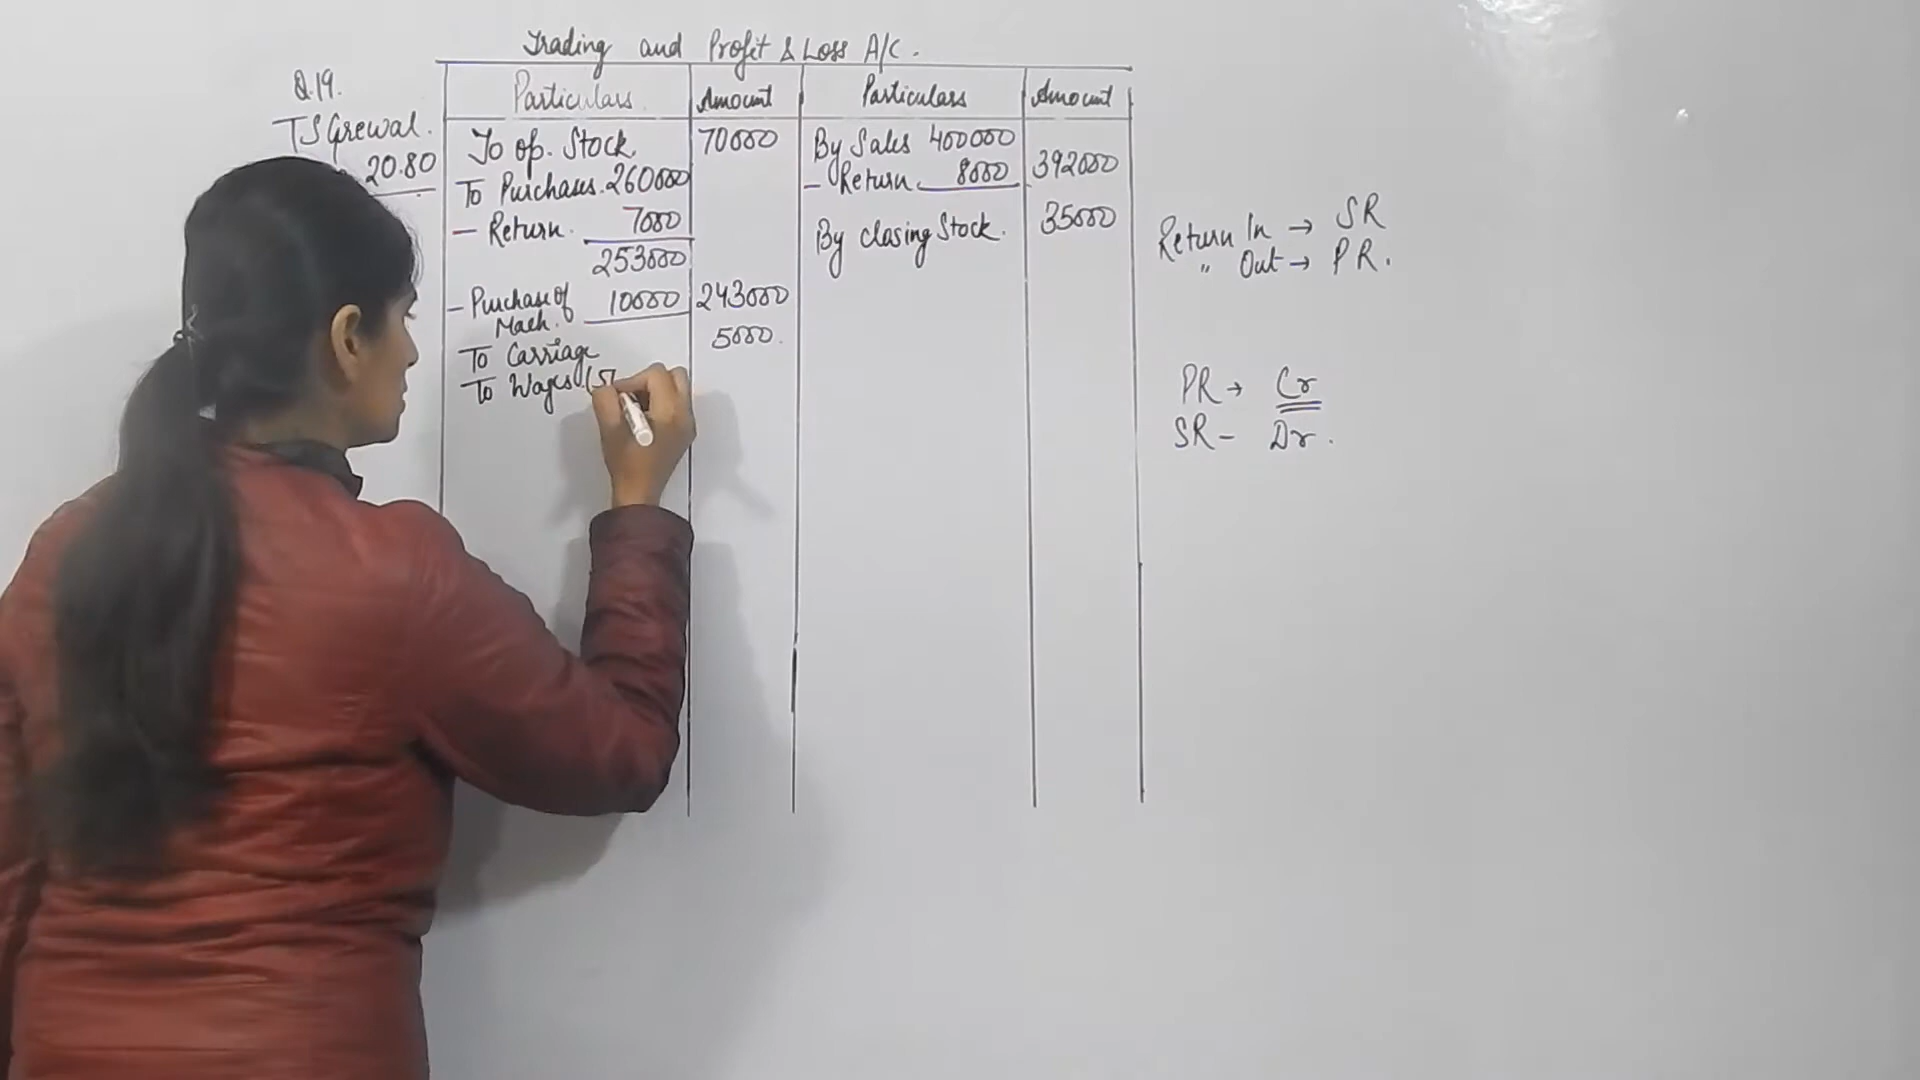 Trading and Profit & Loss A/C.
Q.19.
TS Grewal.
20.80
Particulars. Amount Particulars Amount
To op. Stock. 70000 By Sales 400000
To Purchases. 260000 - Return 8000 392000
- Return. 7000 By closing Stock. 35000
253000
- Purchase of Mach. 10000 243000
To Carriage 5000.
To Wages (5
Return In → SR
" Out → PR.
PR → Cr
SR - Dr.